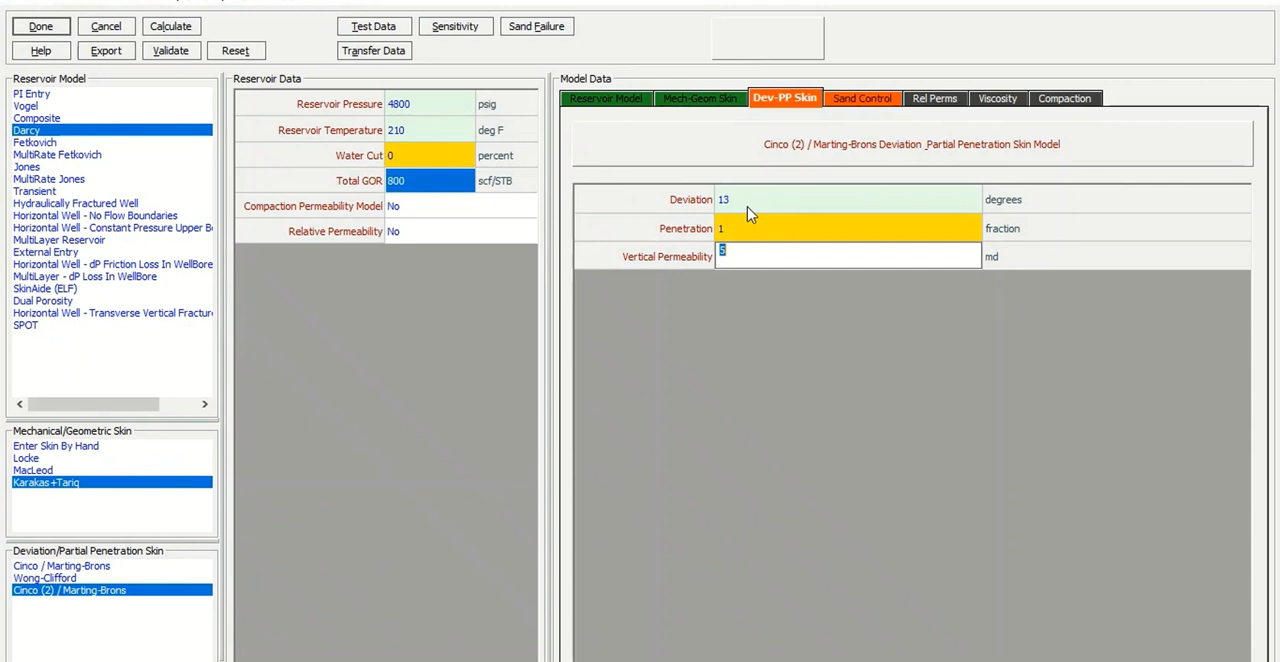 Done Cancel Calculate Test Data Sensitivity Sand Failure
Help Export Validate Reset Transfer Data
Reservoir Model
PI Entry
Vogel
Composite
Darcy
Fetkovich
MultiRate Fetkovich
Jones
MultiRate Jones
Transient
Hydraulically Fractured Well
Horizontal Well - No Flow Boundaries
Horizontal Well - Constant Pressure Upper Bo
MultiLayer Reservoir
External Entry
Horizontal Well - dP Friction Loss In WellBore
MultiLayer - dP Loss In WellBore
SkinAide (ELF)
Dual Porosity
Horizontal Well - Transverse Vertical Fractur
SPOT
Mechanical/Geometric Skin
Enter Skin By Hand
Locke
MacLeod
Karakas+Tariq
Deviation/Partial Penetration Skin
Cinco / Marting-Brons
Wong-Clifford
Cinco (2) / Marting-Brons
Reservoir Data
Reservoir Pressure 4800 psig
Reservoir Temperature 210 deg F
Water Cut 0 percent
Total GOR 800 scf/STB
Compaction Permeability Model No
Relative Permeability No
Model Data
Reservoir Model Mech-Geom Skin Dev-PP Skin Sand Control Rel Perms Viscosity Compaction
Cinco (2) / Marting-Brons Deviation Partial Penetration Skin Model
Deviation 13 degrees
Penetration 1 fraction
Vertical Permeability 5 md